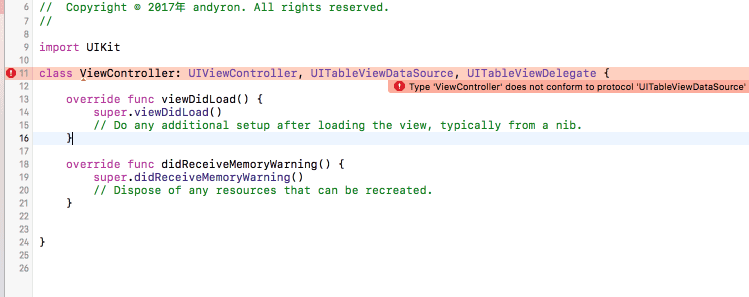 6 //  Copyright © 2017年 andyron. All rights reserved.
7 //
8
9 import UIKit
10
11 class ViewController: UIViewController, UITableViewDataSource, UITableViewDelegate {
12 Type 'ViewController' does not conform to protocol 'UITableViewDataSource'
13     override func viewDidLoad() {
14         super.viewDidLoad()
15         // Do any additional setup after loading the view, typically from a nib.
16     }
17
18     override func didReceiveMemoryWarning() {
19         super.didReceiveMemoryWarning()
20         // Dispose of any resources that can be recreated.
21     }
22
23
24 }
25
26